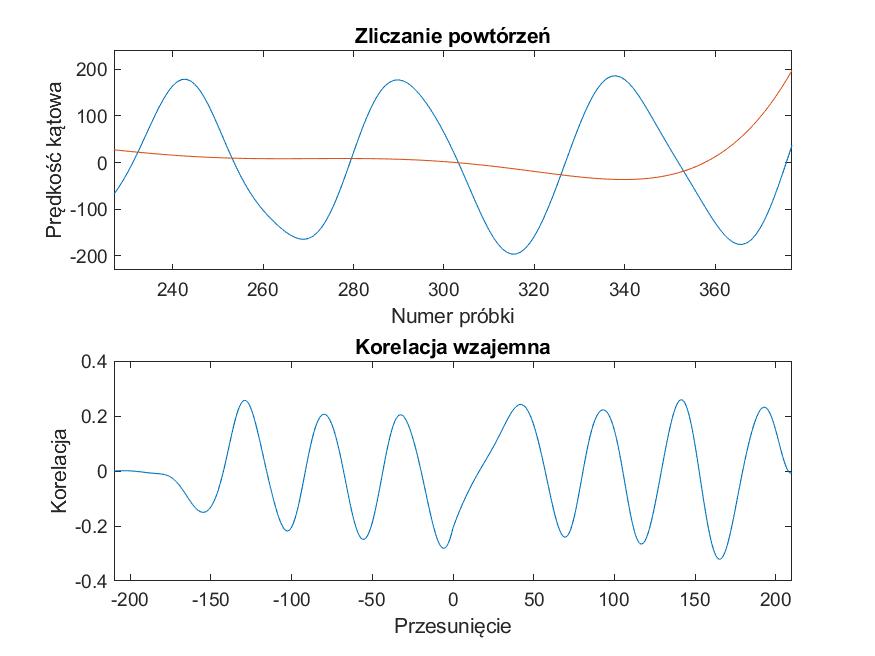 Zliczanie powtórzeń
Prędkość kątowa
200
100
0
-100
-200
240 260 280 300 320 340 360
Numer próbki
Korelacja wzajemna
Korelacja
0.4
0.2
0
-0.2
-0.4
-200 -150 -100 -50 0 50 100 150 200
Przesunięcie